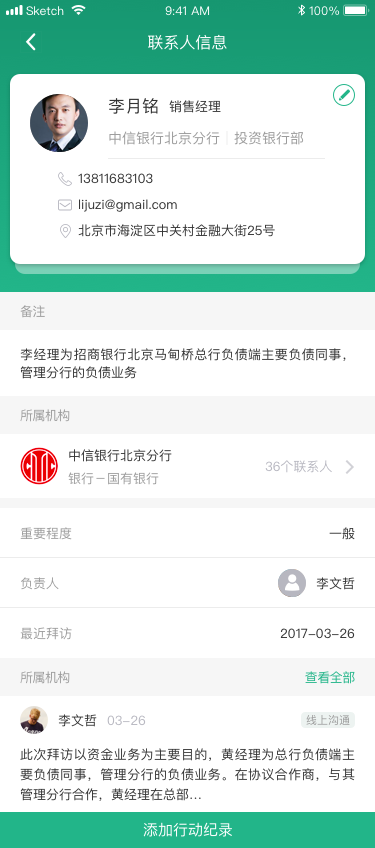 Sketch 9:41 AM 100%
联系人信息
李月铭 销售经理
中信银行北京分行 投资银行部
13811683103
lijuzi@gmail.com
北京市海淀区中关村金融大街25号
备注
李经理为招商银行北京马甸桥总行负债端主要负债同事，
管理分行的负债业务
所属机构
中信银行北京分行
银行－国有银行
36个联系人
重要程度 一般
负责人 李文哲
最近拜访 2017-03-26
所属机构 查看全部
李文哲 03-26 线上沟通
此次拜访以资金业务为主要目的，黄经理为总行负债端主
要负债同事，管理分行的负债业务。在协议合作商，与其
管理分行合作，黄经理在总部...
添加行动纪录